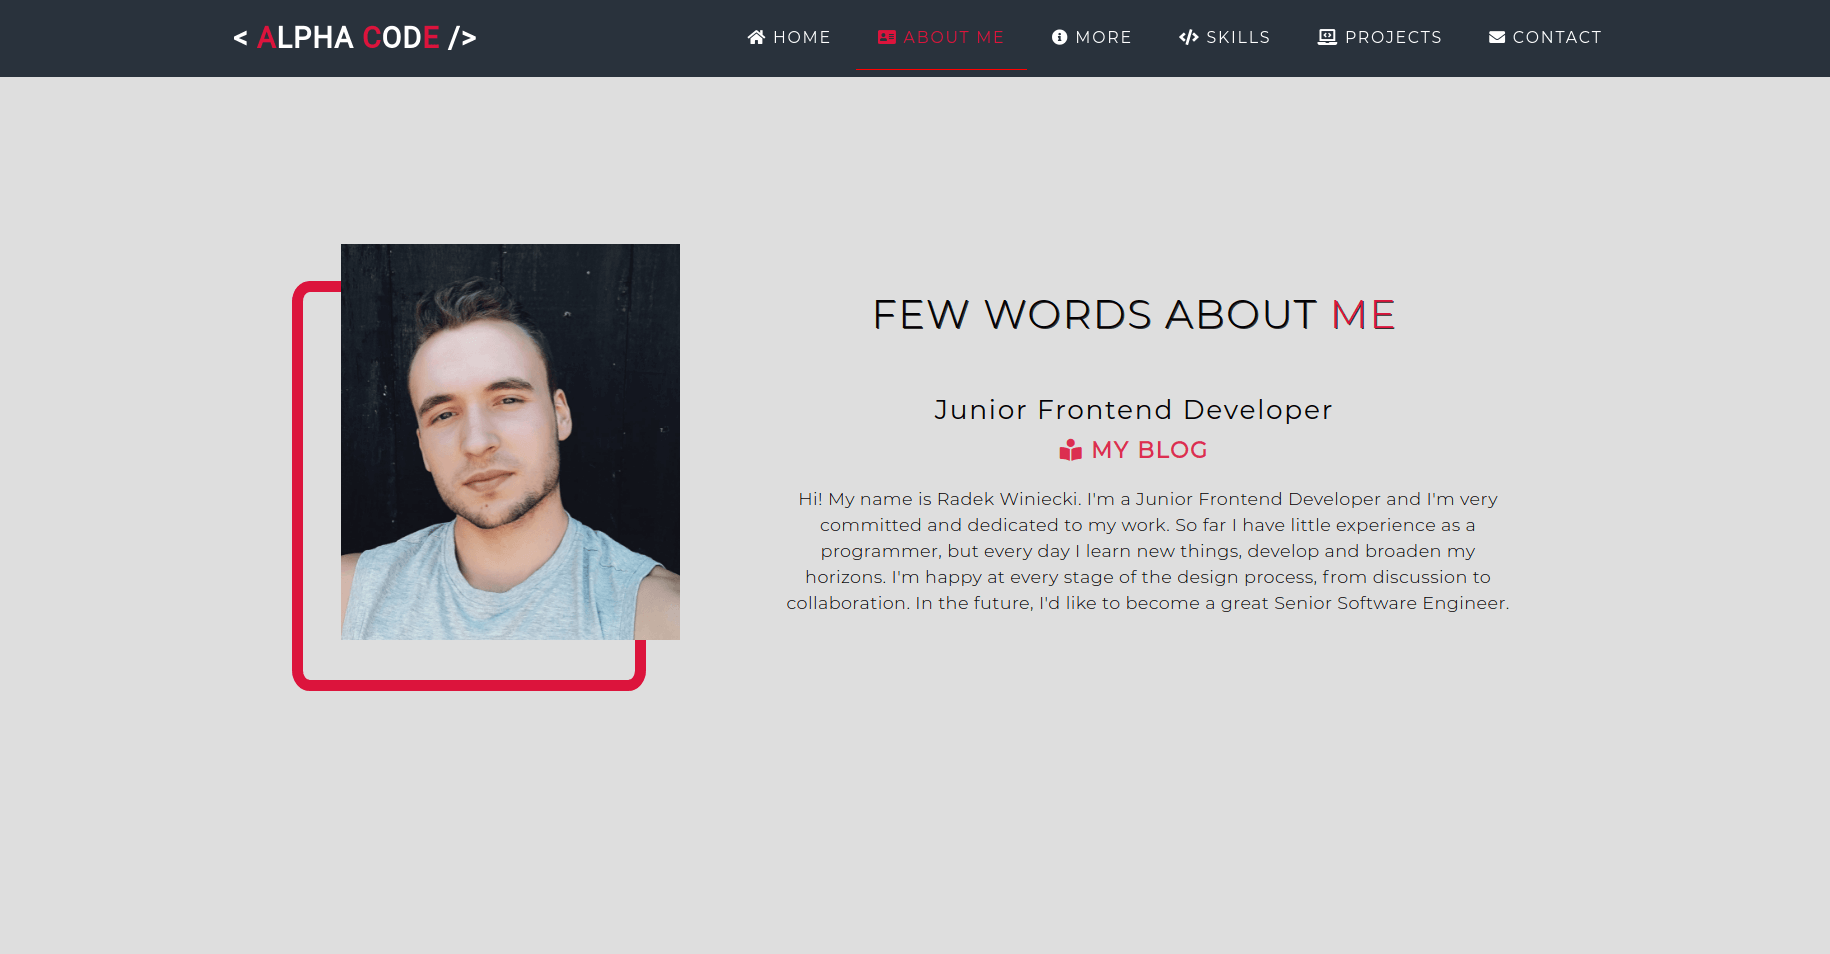 < ALPHA CODE />
HOME
ABOUT ME
MORE
SKILLS
PROJECTS
CONTACT
FEW WORDS ABOUT ME
Junior Frontend Developer
MY BLOG
Hi! My name is Radek Winiecki. I'm a Junior Frontend Developer and I'm very
committed and dedicated to my work. So far I have little experience as a
programmer, but every day I learn new things, develop and broaden my
horizons. I'm happy at every stage of the design process, from discussion to
collaboration. In the future, I'd like to become a great Senior Software Engineer.